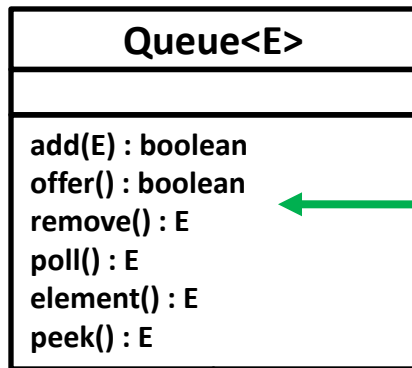 Queue<E>
add(E) : boolean
offer() : boolean
remove() : E
poll() : E
element() : E
peek() : E